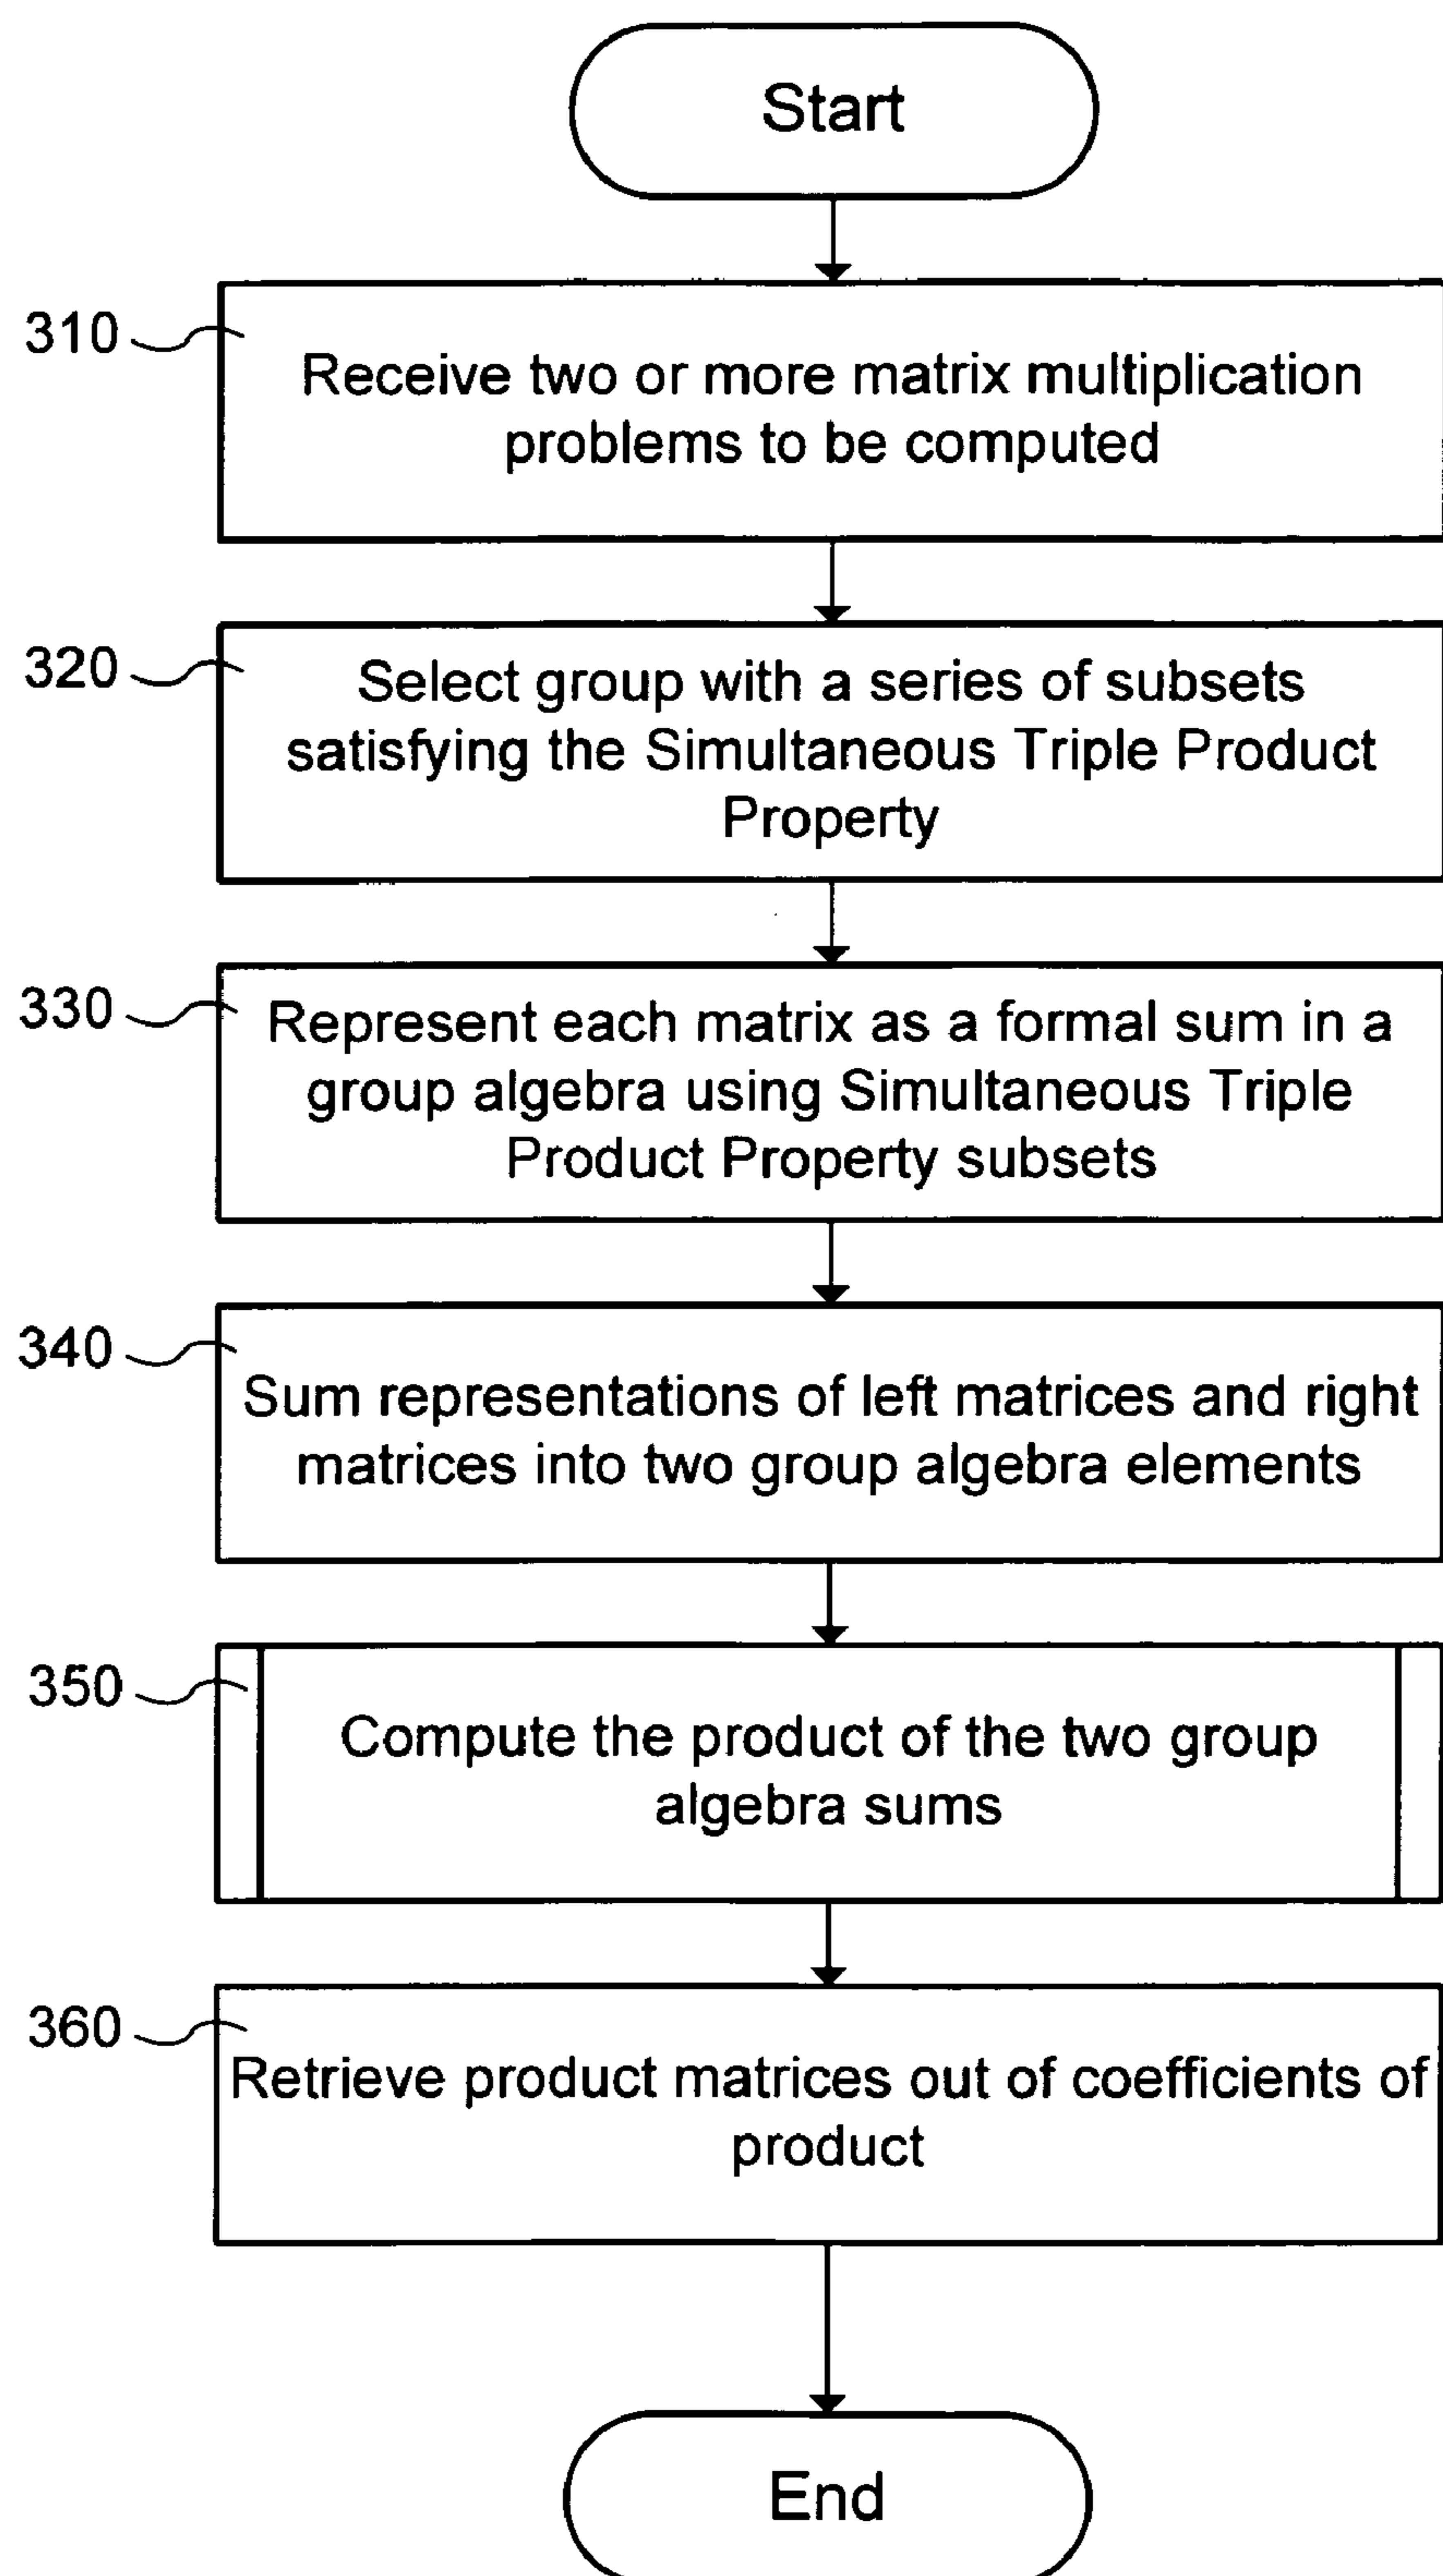 Start
310
Receive two or more matrix multiplication
problems to be computed
320
Select group with a series of subsets
satisfying the Simultaneous Triple Product
Property
330
Represent each matrix as a formal sum in a
group algebra using Simultaneous Triple
Product Property subsets
340
Sum representations of left matrices and right
matrices into two group algebra elements
350
Compute the product of the two group
algebra sums
360
Retrieve product matrices out of coefficients of
product
End